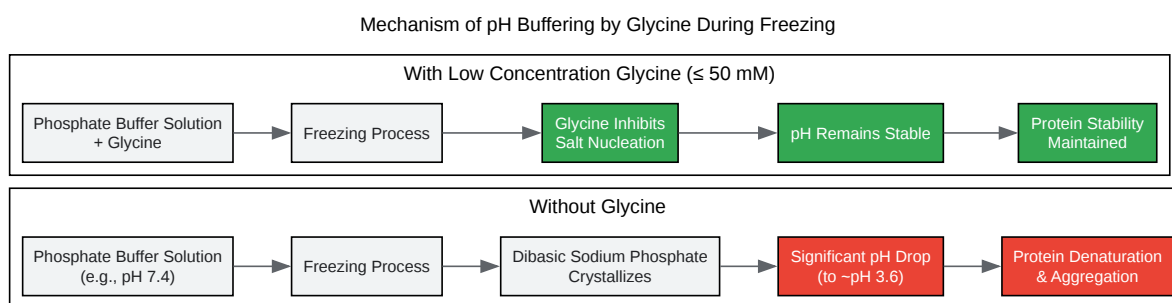 Mechanism of pH Buffering by Glycine During Freezing
With Low Concentration Glycine (≤ 50 mM)
Phosphate Buffer Solution
+ Glycine
Freezing Process
Glycine Inhibits
Salt Nucleation
pH Remains Stable
Protein Stability
Maintained
Without Glycine
Phosphate Buffer Solution
(e.g., pH 7.4)
Freezing Process
Dibasic Sodium Phosphate
Crystallizes
Significant pH Drop
(to ~pH 3.6)
Protein Denaturation
& Aggregation